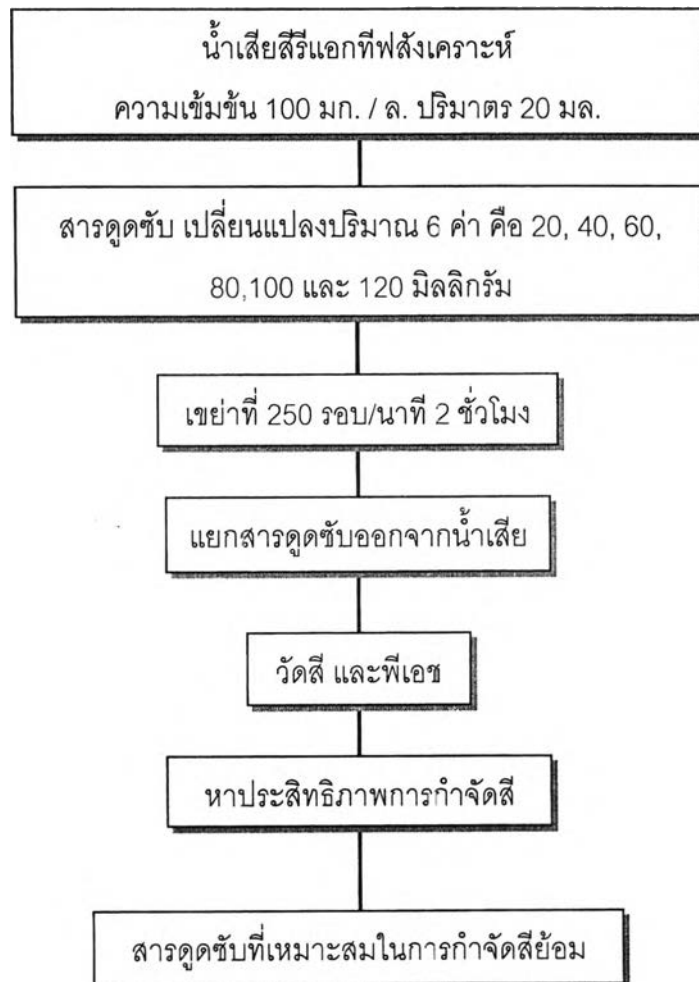 น้ำเสียสีรีแอกทีฟสังเคราะห์
ความเข้มข้น 100 มก. / ล. ปริมาตร 20 มล.
สารดูดซับ เปลี่ยนแปลงปริมาณ 6 ค่า คือ 20, 40, 60,
80,100 และ 120 มิลลิกรัม
เขย่าที่ 250 รอบ/นาที 2 ชั่วโมง
แยกสารดูดซับออกจากน้ำเสีย
วัดสี และพีเอช
หาประสิทธิภาพการกำจัดสี
สารดูดซับที่เหมาะสมในการกำจัดสีย้อม